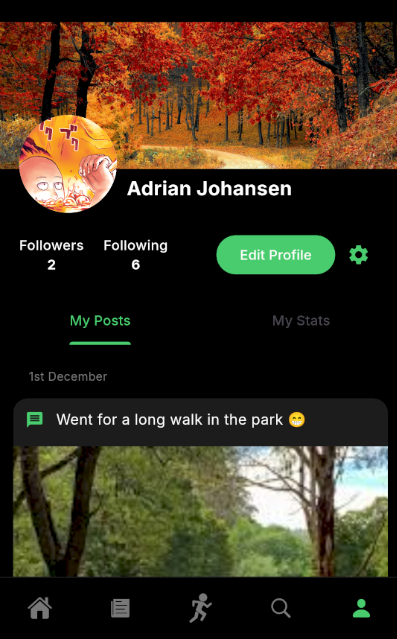 Adrian Johansen
Followers Following
2 6
Edit Profile
My Posts My Stats
1st December
Went for a long walk in the park 😁